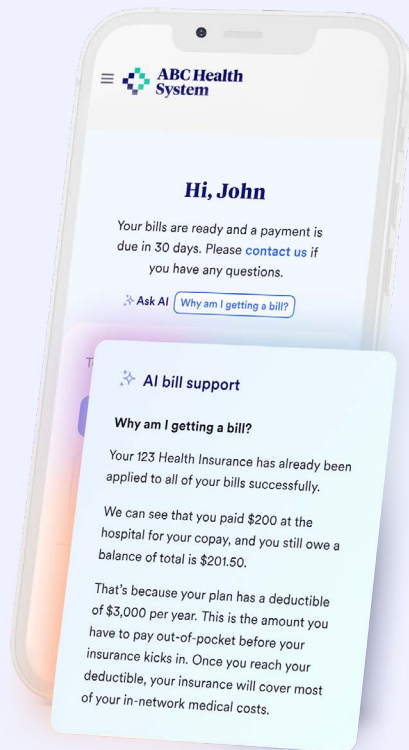 ABC Health
System
Hi, John
Your bills are ready and a payment is
due in 30 days. Please contact us if
you have any questions.
Ask AI Why am I getting a bill?
AI bill support
Why am I getting a bill?
Your 123 Health Insurance has already been
applied to all of your bills successfully.
We can see that you paid $200 at the
hospital for your copay, and you still owe a
balance of total is $201.50.
That's because your plan has a deductible
of $3,000 per year. This is the amount you
have to pay out-of-pocket before your
insurance kicks in. Once you reach your
deductible, your insurance will cover most
of your in-network medical costs.